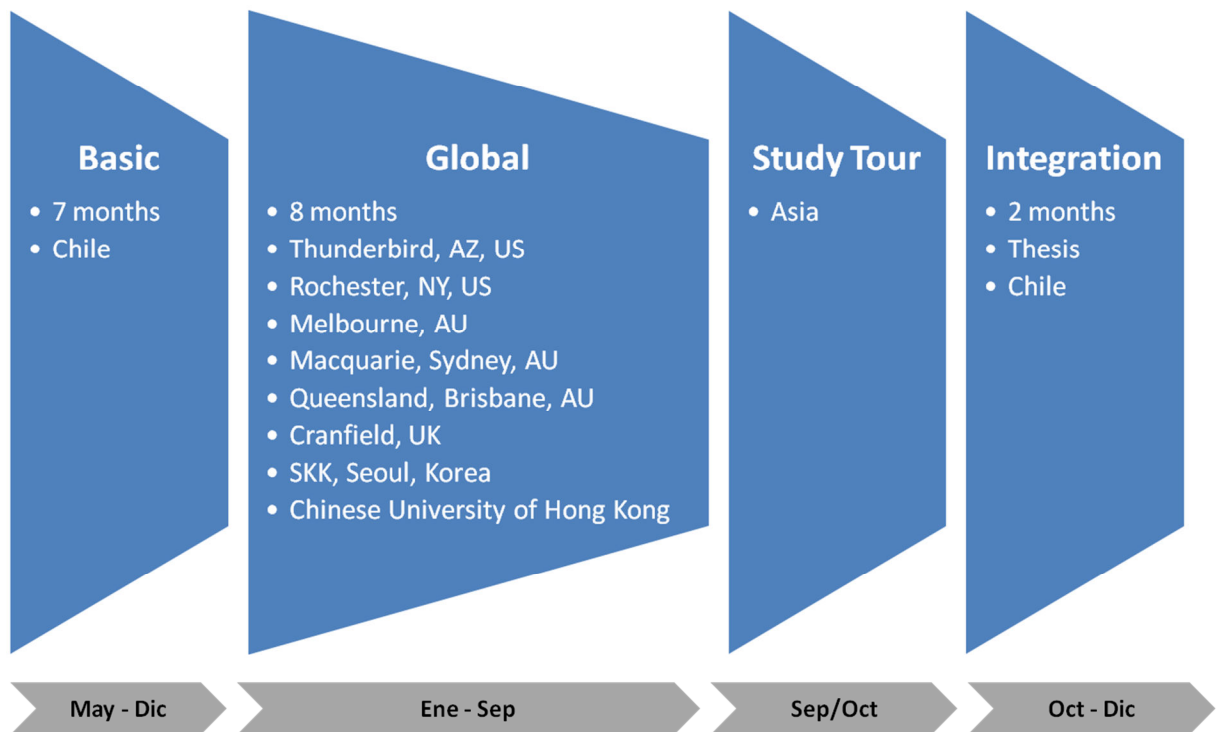 Basic
• 7 months
• Chile
Global
• 8 months
• Thunderbird, AZ, US
• Rochester, NY, US
• Melbourne, AU
• Macquarie, Sydney, AU
• Queensland, Brisbane, AU
• Cranfield, UK
• SKK, Seoul, Korea
• Chinese University of Hong Kong
Study Tour
• Asia
Integration
• 2 months
• Thesis
• Chile
May - Dic
Ene - Sep
Sep/Oct
Oct - Dic